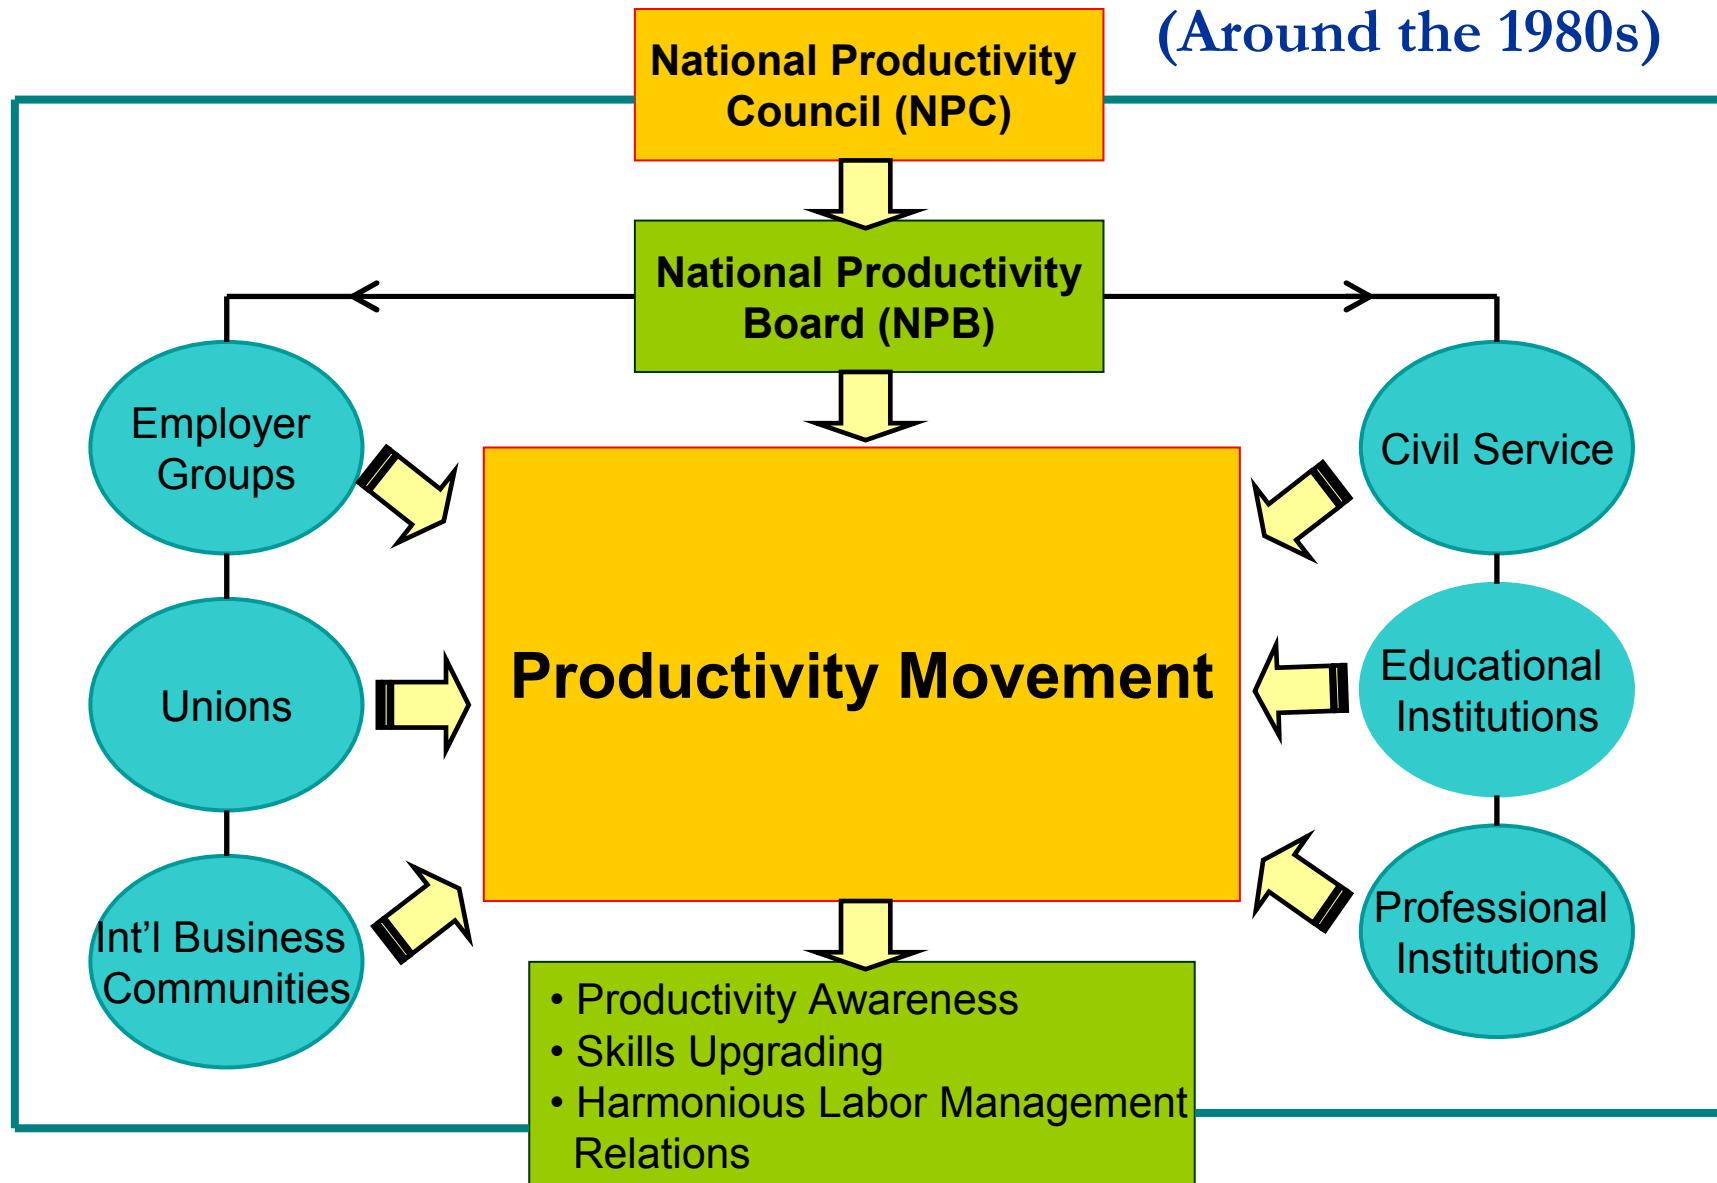 (Around the 1980s)
National Productivity
Council (NPC)
National Productivity
Board (NPB)
Employer
Groups
Civil Service
Productivity Movement
Unions
Educational
Institutions
Int’l Business
Communities
Professional
Institutions
• Productivity Awareness
• Skills Upgrading
• Harmonious Labor Management
Relations